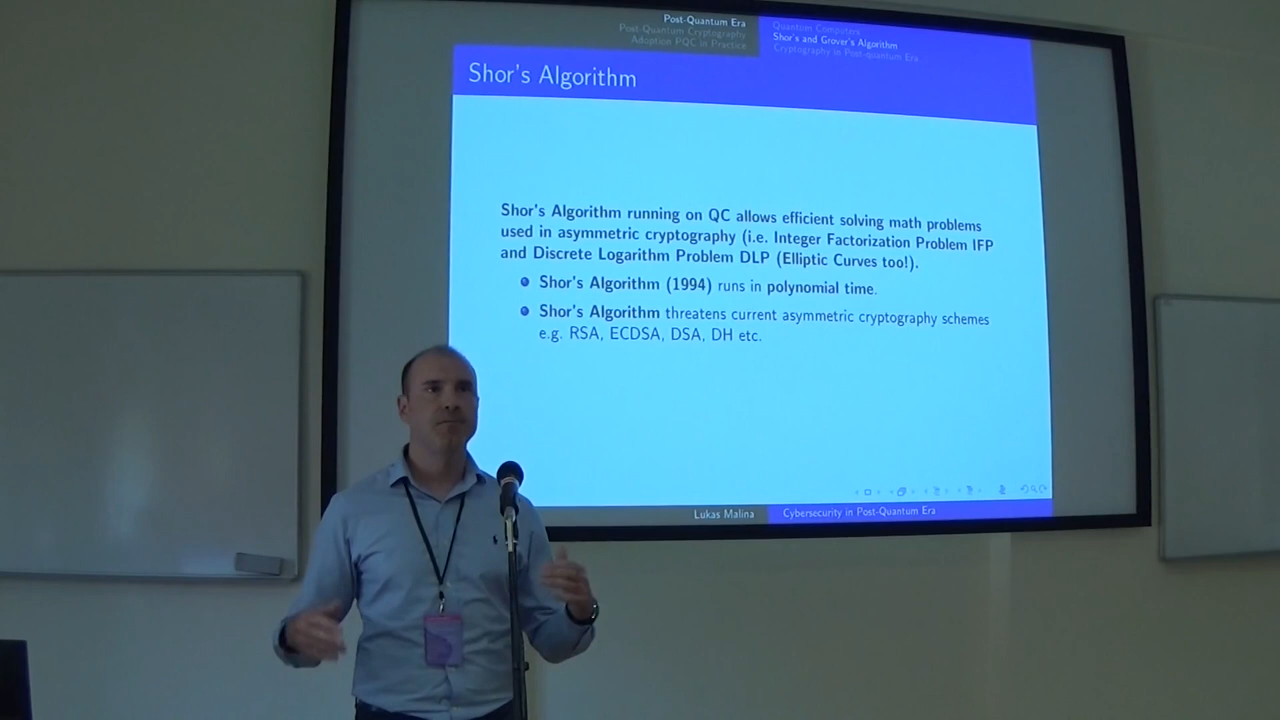 Post-Quantum Era
Post-Quantum Cryptography
Adoption PQC in Practice
Quantum Computers
Shor's and Grover's Algorithm
Cryptography in Post-quantum Era
Shor's Algorithm
Shor's Algorithm running on QC allows efficient solving math problems
used in asymmetric cryptography (i.e. Integer Factorization Problem IFP
and Discrete Logarithm Problem DLP (Elliptic Curves too!).
Shor's Algorithm (1994) runs in polynomial time.
Shor's Algorithm threatens current asymmetric cryptography schemes
e.g. RSA, ECDSA, DSA, DH etc.
Lukas Malina
Cybersecurity in Post-Quantum Era